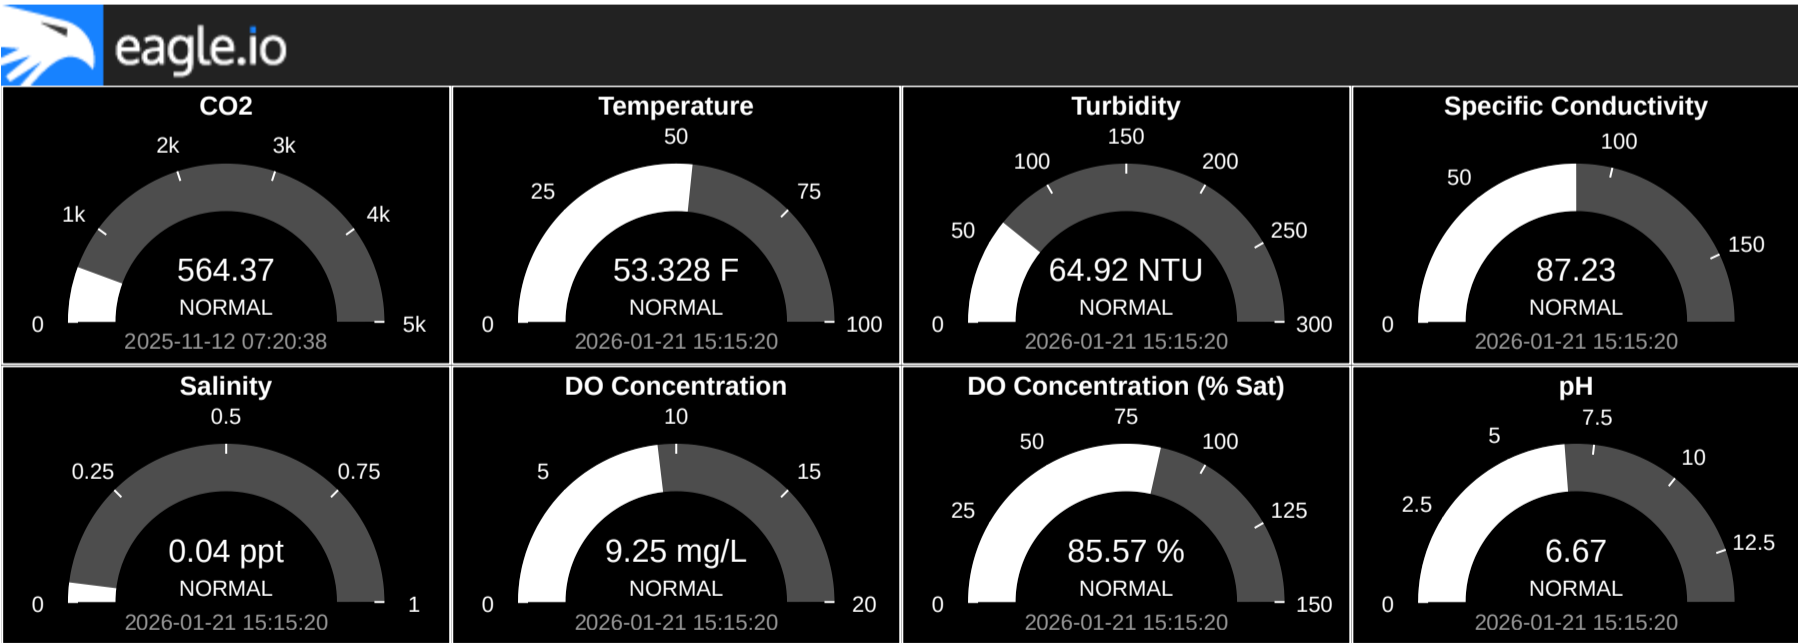 eagle.io
CO2
2k
3k
1k
4k
0
5k
564.37
NORMAL
2025-11-12 07:20:38
Temperature
50
25
75
0
100
53.328 F
NORMAL
2026-01-21 15:15:20
Turbidity
150
100
200
50
250
0
300
64.92 NTU
NORMAL
2026-01-21 15:15:20
Specific Conductivity
100
50
150
0
87.23
NORMAL
2026-01-21 15:15:20
Salinity
0.5
0.25
0.75
0
1
0.04 ppt
NORMAL
2026-01-21 15:15:20
DO Concentration
10
5
15
0
20
9.25 mg/L
NORMAL
2026-01-21 15:15:20
DO Concentration (% Sat)
75
50
100
25
125
0
150
85.57 %
NORMAL
2026-01-21 15:15:20
pH
7.5
5
10
2.5
12.5
0
6.67
NORMAL
2026-01-21 15:15:20